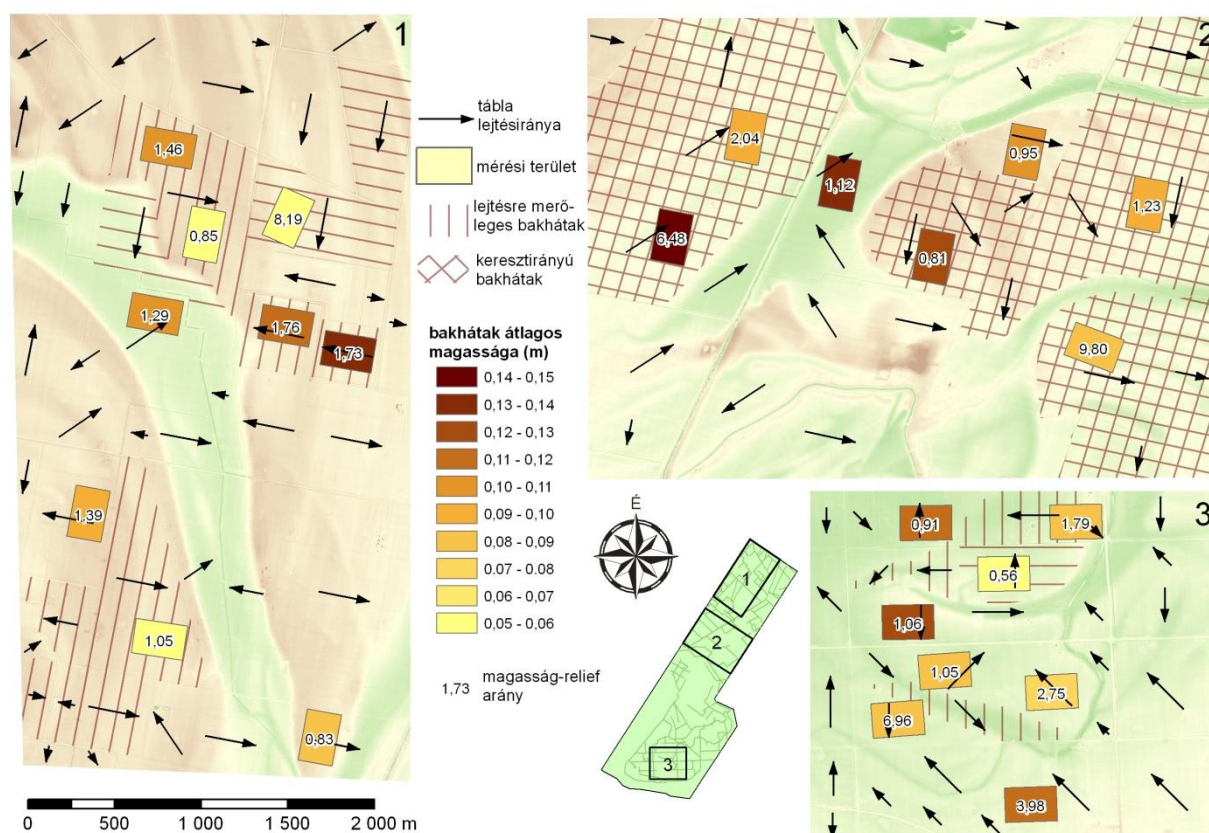 1
1,46
0,85
8,19
1,29
1,76
1,73
1,39
1,05
0,83
0 500 1 000 1 500 2 000 m
tábla
lejtésiránya
mérési terület
lejtésre merő-
leges bakhátak
keresztirányú
bakhátak
bakhátak átlagos
magassága (m)
0,14 - 0,15
0,13 - 0,14
0,12 - 0,13
0,11 - 0,12
0,10 - 0,11
0,09 - 0,10
0,08 - 0,09
0,07 - 0,08
0,06 - 0,07
0,05 - 0,06
1,73
magasság-relief
arány
2
2,04
0,95
1,12
1,23
6,48
0,81
9,80
É
1
2
3
3
0,91
1,79
0,56
1,06
1,05
2,75
6,96
3,98